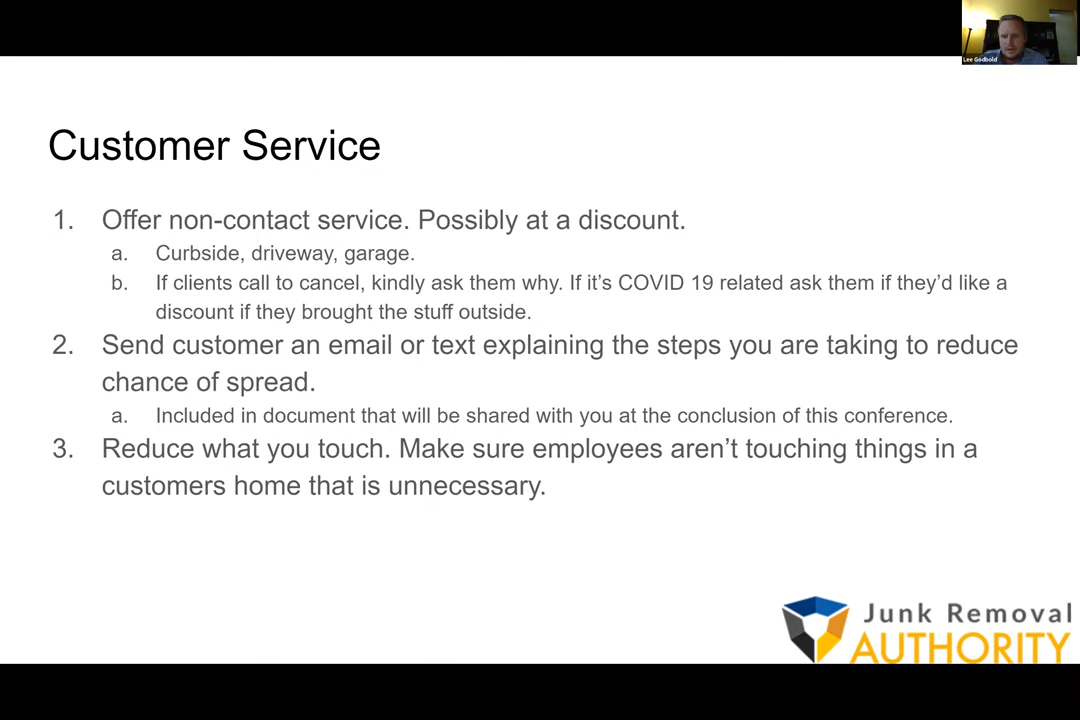 Lee Godbold
Customer Service
1. Offer non-contact service. Possibly at a discount.
a. Curbside, driveway, garage.
b. If clients call to cancel, kindly ask them why. If it’s COVID 19 related ask them if they’d like a
discount if they brought the stuff outside.
2. Send customer an email or text explaining the steps you are taking to reduce
chance of spread.
a. Included in document that will be shared with you at the conclusion of this conference.
3. Reduce what you touch. Make sure employees aren’t touching things in a
customers home that is unnecessary.
Junk Removal
AUTHORITY